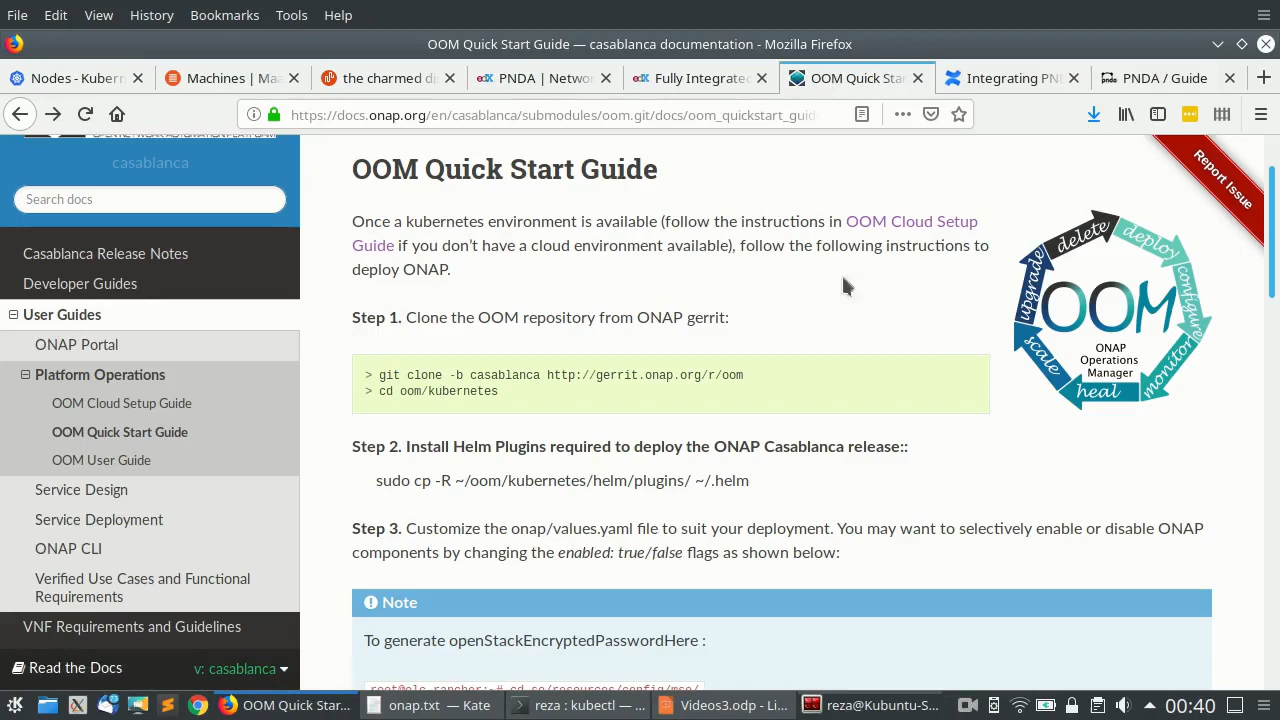 File Edit View History Bookmarks Tools Help
OOM Quick Start Guide — casablanca documentation - Mozilla Firefox
Nodes - Kubern
Machines | Maa
the charmed di
edX PNDA | Netwo
edX Fully Integrate
OOM Quick Star
Integrating PN
PNDA / Guide
https://docs.onap.org/en/casablanca/submodules/oom.git/docs/oom_quickstart_guid
casablanca
Search docs
Casablanca Release Notes
Developer Guides
User Guides
ONAP Portal
Platform Operations
OOM Cloud Setup Guide
OOM Quick Start Guide
OOM User Guide
Service Design
Service Deployment
ONAP CLI
Verified Use Cases and Functional
Requirements
VNF Requirements and Guidelines
Read the Docs v: casablanca
OOM Quick Start Guide
Once a kubernetes environment is available (follow the instructions in OOM Cloud Setup
Guide if you don’t have a cloud environment available), follow the following instructions to
deploy ONAP.
Step 1. Clone the OOM repository from ONAP gerrit:
> git clone -b casablanca http://gerrit.onap.org/r/oom
> cd oom/kubernetes
Step 2. Install Helm Plugins required to deploy the ONAP Casablanca release::
sudo cp -R ~/oom/kubernetes/helm/plugins/ ~/.helm
Step 3. Customize the onap/values.yaml file to suit your deployment. You may want to selectively enable or disable ONAP
components by changing the enabled: true/false flags as shown below:
Note
To generate openStackEncryptedPasswordHere :
Report Issue
delete
deploy
configure
monitor
heal
scale
upgrade
OOM
ONAP
Operations
Manager
OOM Quick Star...
onap.txt — Kate
reza : kubectl — ...
Videos3.odp - Li...
reza@Kubuntu-S...
00:40